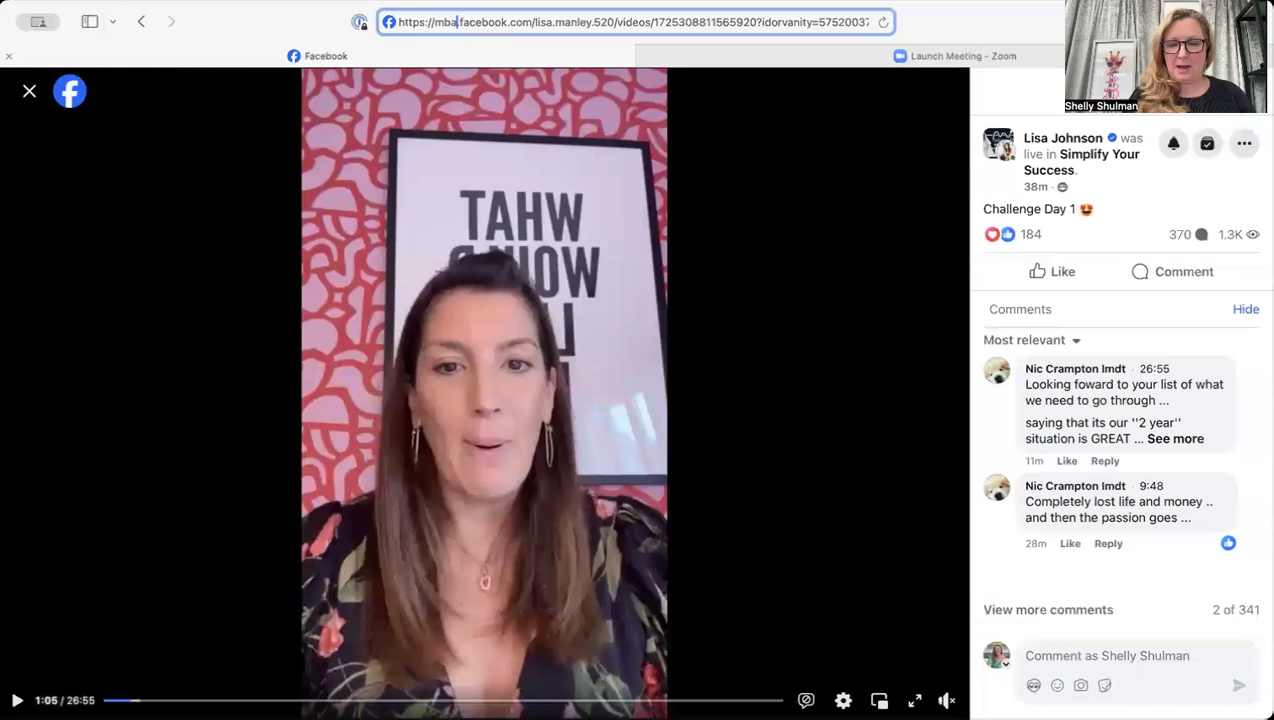 https://mba.facebook.com/lisa.manley.520/videos/1725308811565920?idorvanity=57520037
Facebook
Launch Meeting - Zoom
Shelly Shulman
TAHW
WOULD
Lisa Johnson was
live in Simplify Your
Success.
38m
Challenge Day 1
184
370
1.3K
Like
Comment
Comments
Hide
Most relevant
Nic Crampton Imdt · 26:55
Looking foward to your list of what
we need to go through ...
saying that its our ''2 year''
situation is GREAT ... See more
11m Like Reply
Nic Crampton Imdt · 9:48
Completely lost life and money ..
and then the passion goes ...
28m Like Reply
View more comments
2 of 341
Comment as Shelly Shulman
1:05 / 26:55